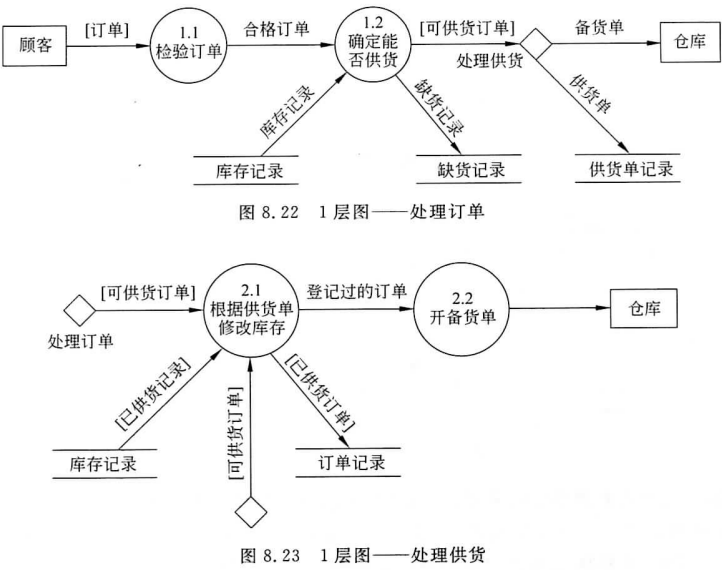 顾客
[订单]
1.1
检验订单
合格订单
1.2
确定能
否供货
[可供货订单]
处理供货
备货单
仓库
库存记录
缺货记录
供货单
库存记录
缺货记录
供货单记录
图 8.22 1层图——处理订单
[可供货订单]
处理订单
2.1
根据供货单
修改库存
登记过的订单
2.2
开备货单
仓库
[已供货记录]
[可供货订单]
[已供货订单]
库存记录
订单记录
图 8.23 1层图——处理供货